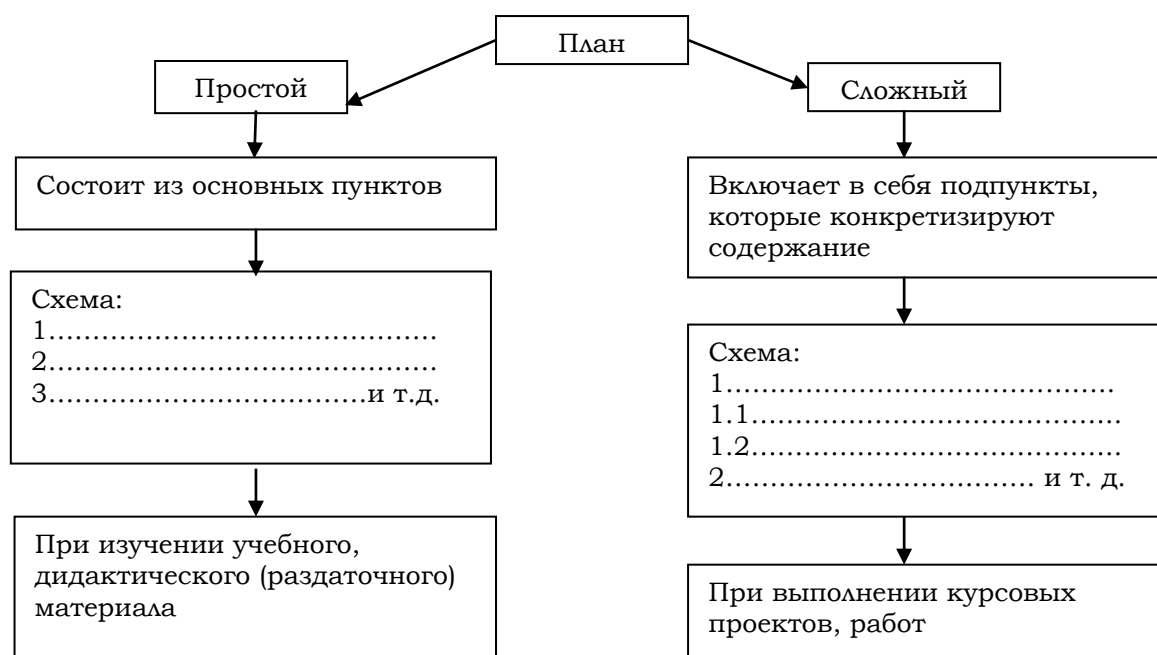 План
Простой
Сложный
Состоит из основных пунктов
Включает в себя подпункты,
которые конкретизируют
содержание
Схема:
1……………………………………….
2……………………………………….
3………………………………..и т.д.
Схема:
1……………………………………….
1.1…………………………………….
1.2…………………………………….
2……………………………… и т. д.
При изучении учебного,
дидактического (раздаточного)
материала
При выполнении курсовых
проектов, работ